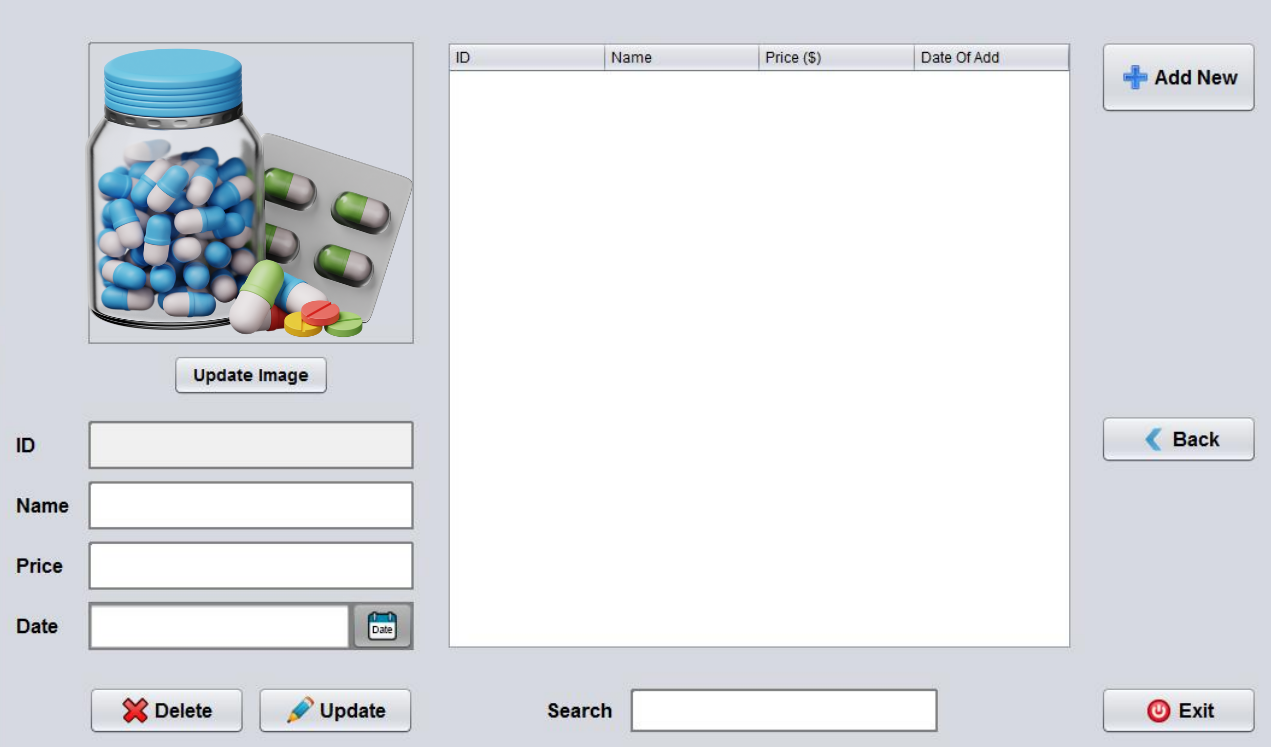 ID Name Price ($) Date Of Add
Add New
Update Image
Back
ID
Name
Price
Date
Date
Delete Update Search Exit